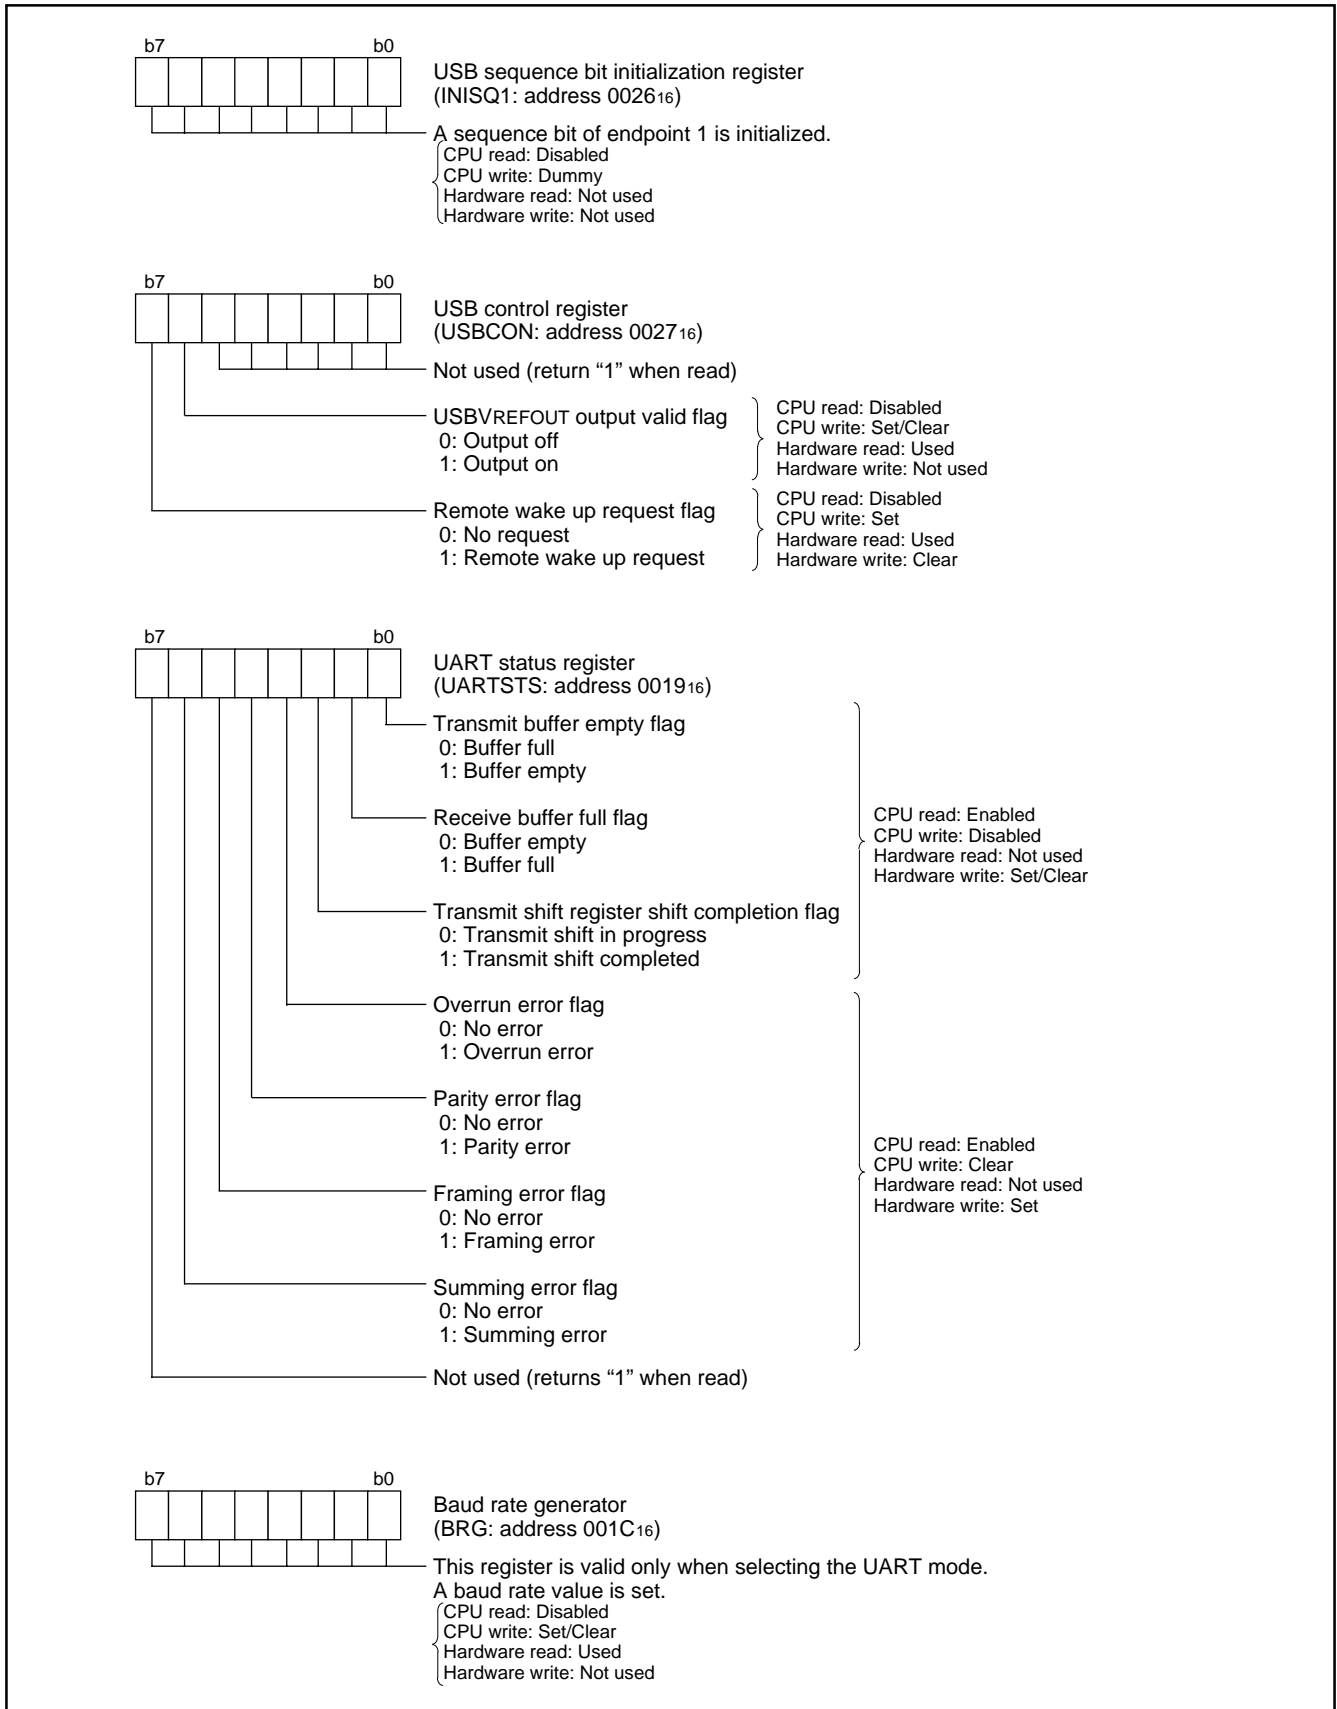 b7 b0
USB sequence bit initialization register
(INISQ1: address 002616)
A sequence bit of endpoint 1 is initialized.
CPU read: Disabled
CPU write: Dummy
Hardware read: Not used
Hardware write: Not used
b7 b0
USB control register
(USBCON: address 002716)
Not used (return “1” when read)
USBVREFOUT output valid flag
0: Output off
1: Output on
CPU read: Disabled
CPU write: Set/Clear
Hardware read: Used
Hardware write: Not used
Remote wake up request flag
0: No request
1: Remote wake up request
CPU read: Disabled
CPU write: Set
Hardware read: Used
Hardware write: Clear
b7 b0
UART status register
(UARTSTS: address 001916)
Transmit buffer empty flag
0: Buffer full
1: Buffer empty
Receive buffer full flag
0: Buffer empty
1: Buffer full
Transmit shift register shift completion flag
0: Transmit shift in progress
1: Transmit shift completed
CPU read: Enabled
CPU write: Disabled
Hardware read: Not used
Hardware write: Set/Clear
Overrun error flag
0: No error
1: Overrun error
Parity error flag
0: No error
1: Parity error
Framing error flag
0: No error
1: Framing error
Summing error flag
0: No error
1: Summing error
CPU read: Enabled
CPU write: Clear
Hardware read: Not used
Hardware write: Set
Not used (returns “1” when read)
b7 b0
Baud rate generator
(BRG: address 001C16)
This register is valid only when selecting the UART mode.
A baud rate value is set.
CPU read: Disabled
CPU write: Set/Clear
Hardware read: Used
Hardware write: Not used